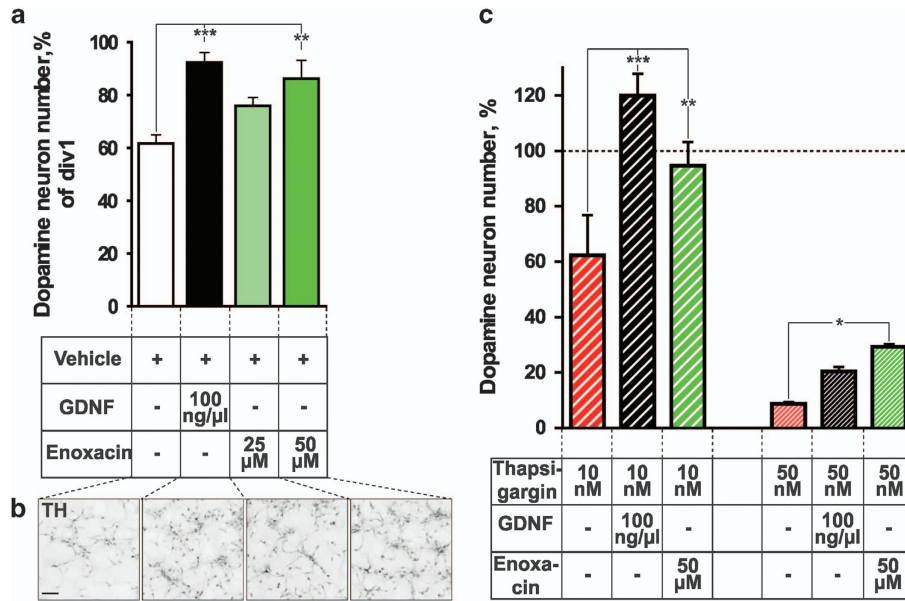 a
Dopamine neuron number,%
of div1
100
80
60
40
20
0
***
**
Vehicle + + + +
GDNF - 100 ng/µl - -
Enoxacin - - 25 µM 50 µM
b
TH
c
Dopamine neuron number, %
120
100
80
60
40
20
0
***
**
*
Thapsi-
gargin 10 nM 10 nM 10 nM 50 nM 50 nM 50 nM
GDNF - 100 ng/µl - - 100 ng/µl -
Enoxa-
cin - - 50 µM - - 50 µM